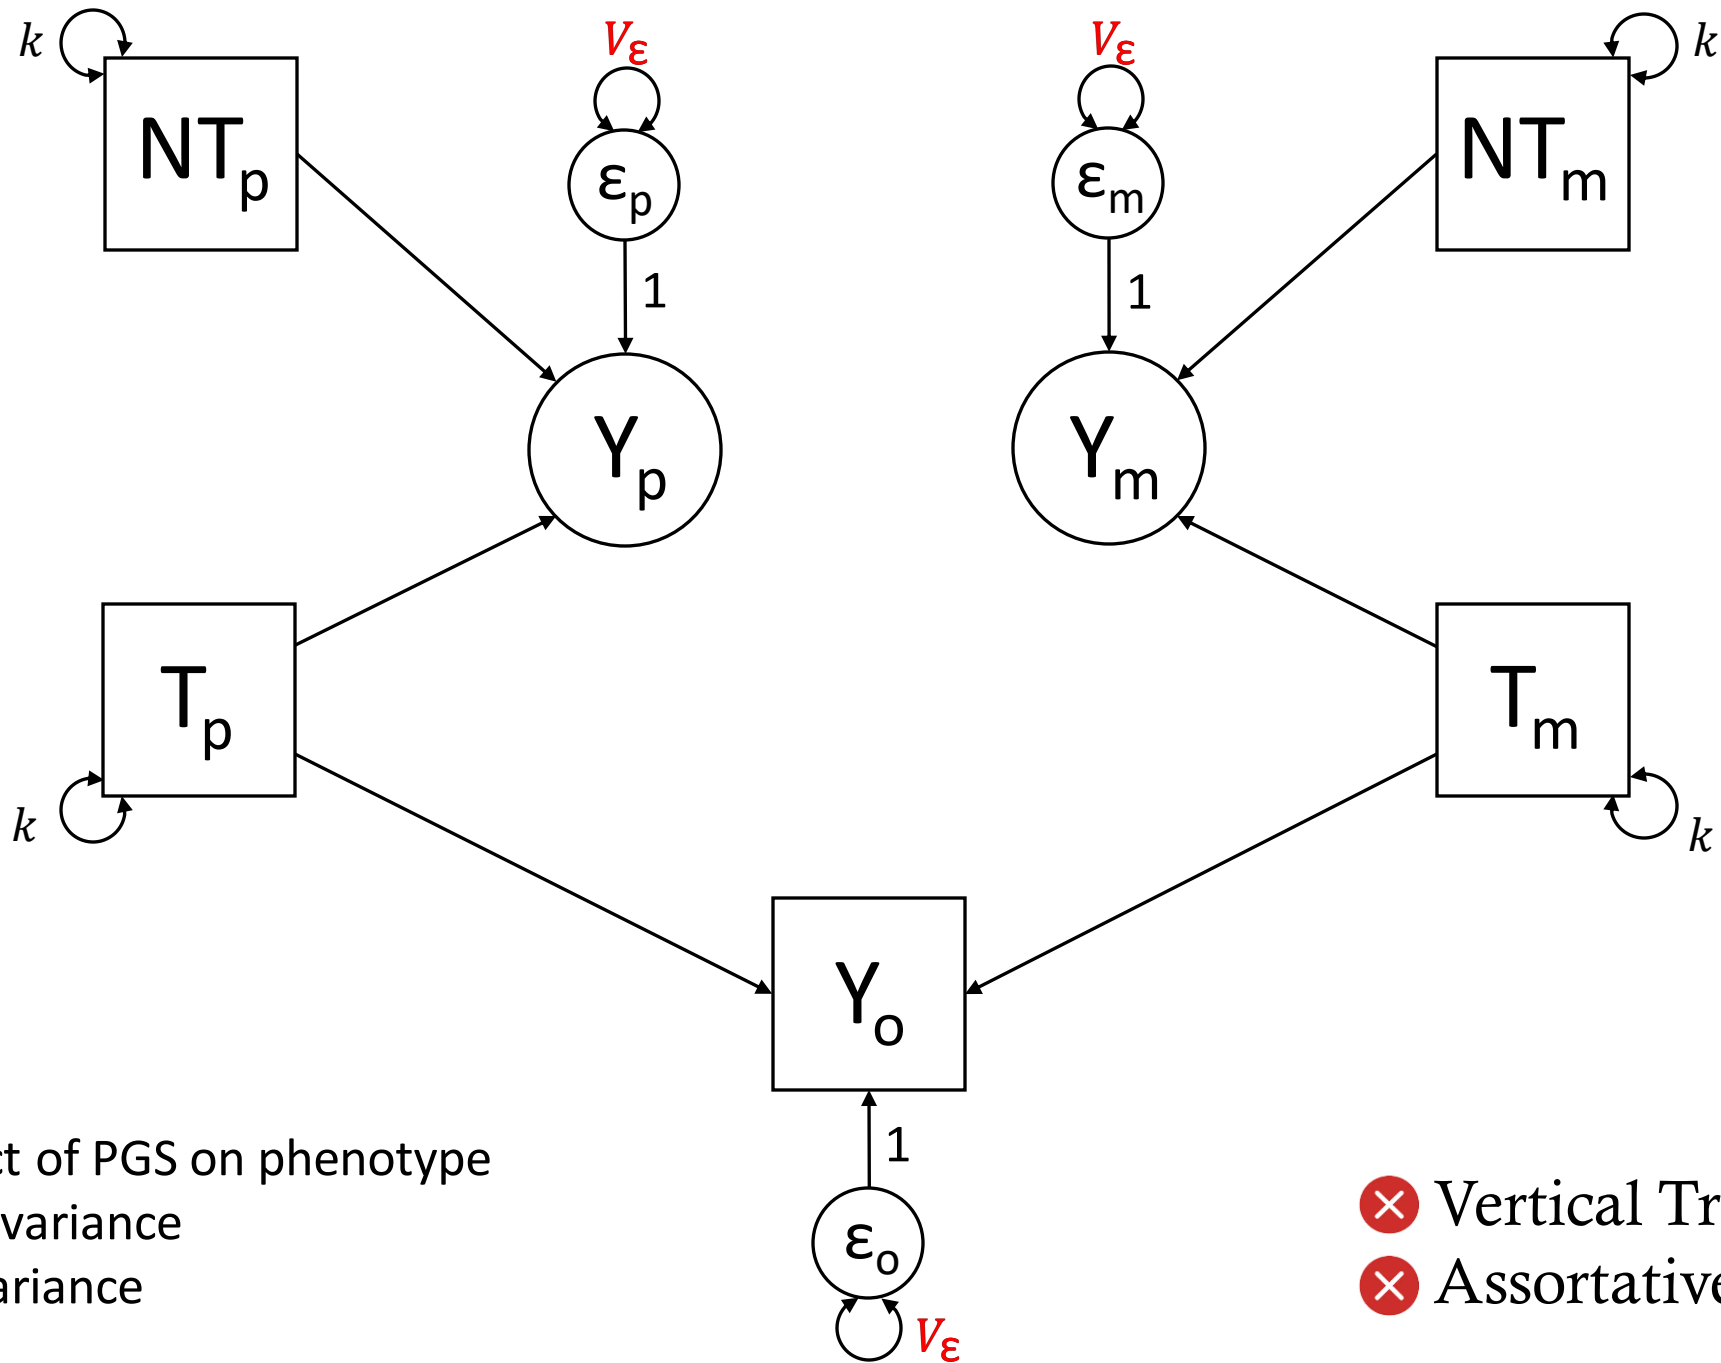 k
Vε
Vε
k
NTp
εp
εm
NTm
1
1
Yp
Ym
Tp
Tm
k
k
Yo
1
ct of PGS on phenotype
variance
ariance
εo
Vε
Vertical Tr
Assortative